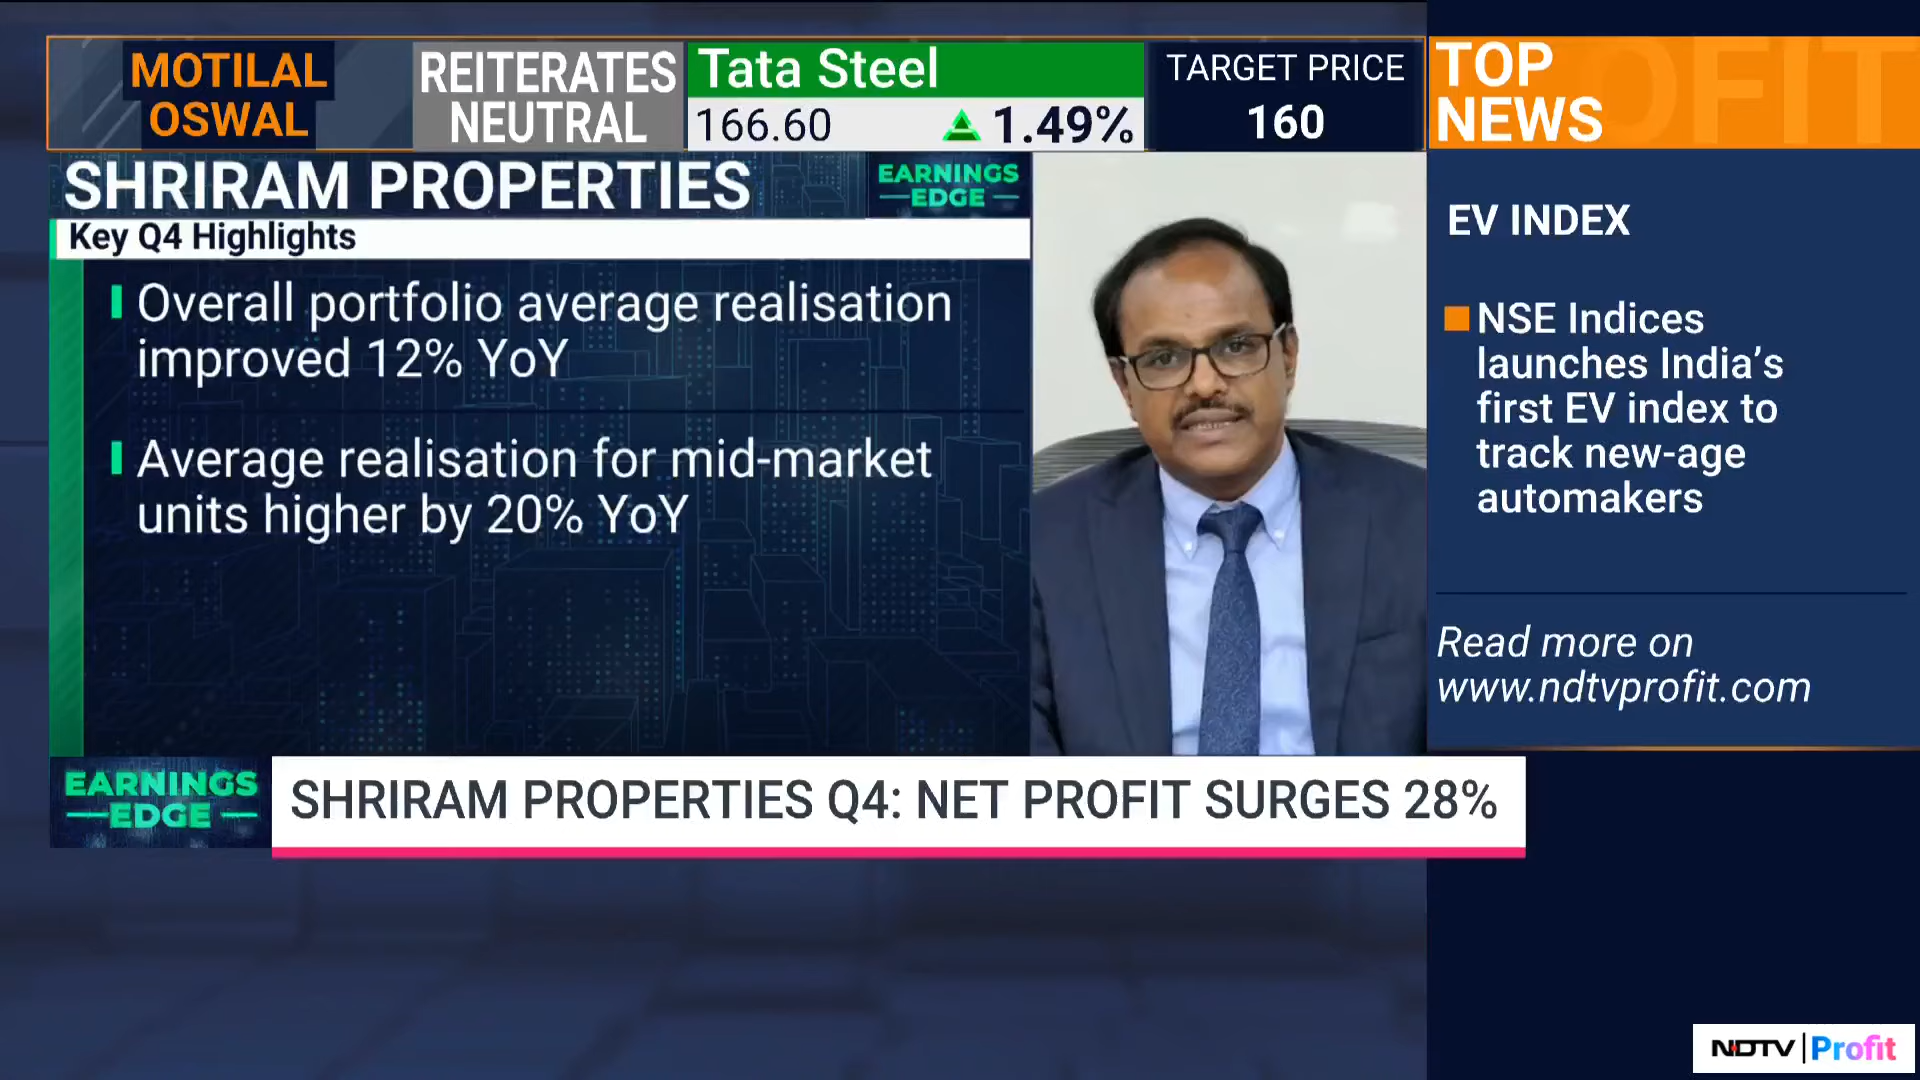 MOTILAL
OSWAL
REITERATES
NEUTRAL
Tata Steel
166.60 1.49%
TARGET PRICE
160
TOP
NEWS
SHRIRAM PROPERTIES
EARNINGS
EDGE
Key Q4 Highlights
Overall portfolio average realisation
improved 12% YoY
Average realisation for mid-market
units higher by 20% YoY
EV INDEX
NSE Indices
launches India's
first EV index to
track new-age
automakers
Read more on
www.ndtvprofit.com
EARNINGS
EDGE
SHRIRAM PROPERTIES Q4: NET PROFIT SURGES 28%
NDTV Profit